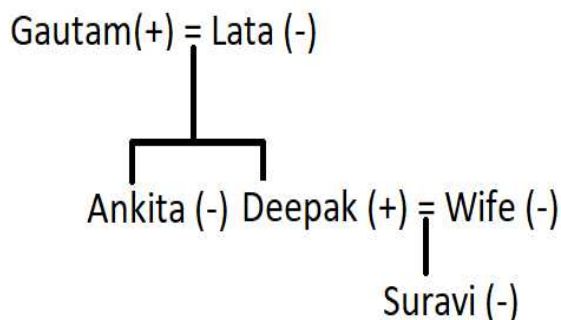 Gautam(+) = Lata (-)
Ankita (-) Deepak (+) = Wife (-)
Suravi (-)